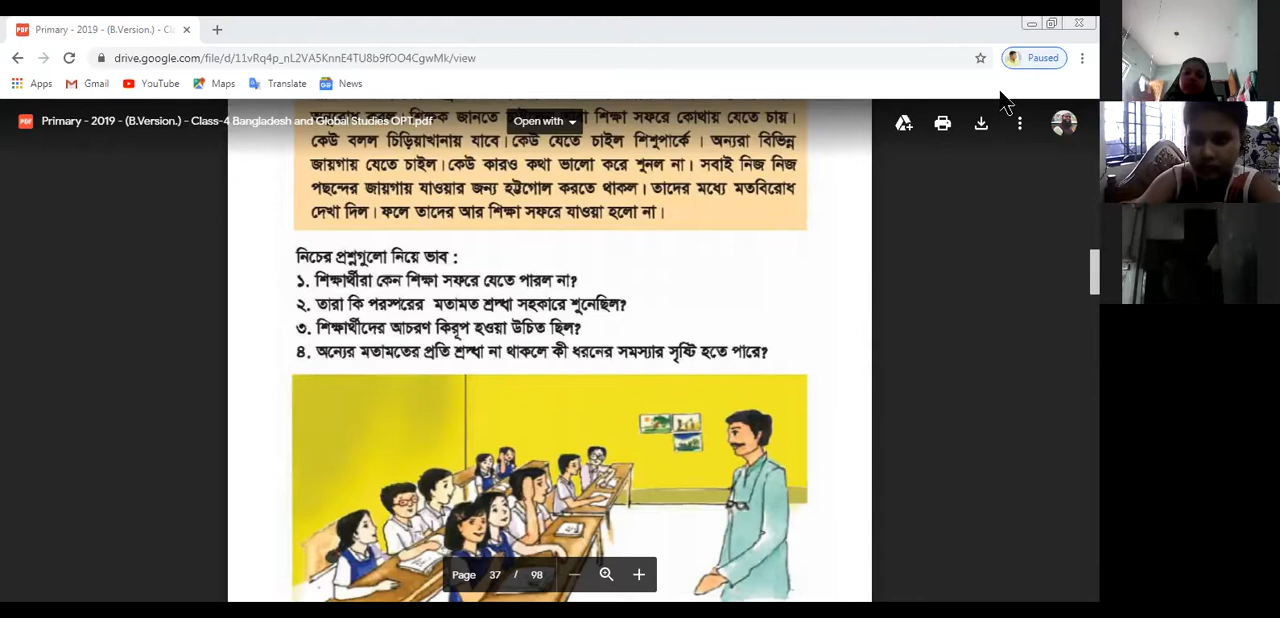 Primary - 2019 - (B.Version.) - Cl
drive.google.com/file/d/11vRq4p_nL2VA5KnnE4TU8b9fOO4CgwMk/view
Paused
Apps Gmail YouTube Maps Translate News
Primary - 2019 - (B.Version.) - Class-4 Bangladesh and Global Studies OPT.pdf
Open with
শিক্ষা সফরে কোথায় যেতে চায়।
কেউ বলল চিড়িয়াখানায় যাবে। কেউ যেতে চাইল শিশুপার্কে । অন্যরা বিভিন্ন
জায়গায় যেতে চাইল। কেউ কারও কথা ভালো করে শুনল না। সবাই নিজ নিজ
পছন্দের জায়গায় যাওয়ার জন্য হট্টগোল করতে থাকল। তাদের মধ্যে মতবিরোধ
দেখা দিল। ফলে তাদের আর শিক্ষা সফরে যাওয়া হলো না।
নিচের প্রশ্নগুলো নিয়ে ভাব :
১. শিক্ষার্থীরা কেন শিক্ষা সফরে যেতে পারল না?
২. তারা কি পরস্পরের মতামত শ্রদ্ধা সহকারে শুনেছিল?
৩. শিক্ষার্থীদের আচরণ কিরূপ হওয়া উচিত ছিল?
৪. অন্যের মতামতের প্রতি শ্রদ্ধা না থাকলে কী ধরনের সমস্যার সৃষ্টি হতে পারে?
Page 37 / 98